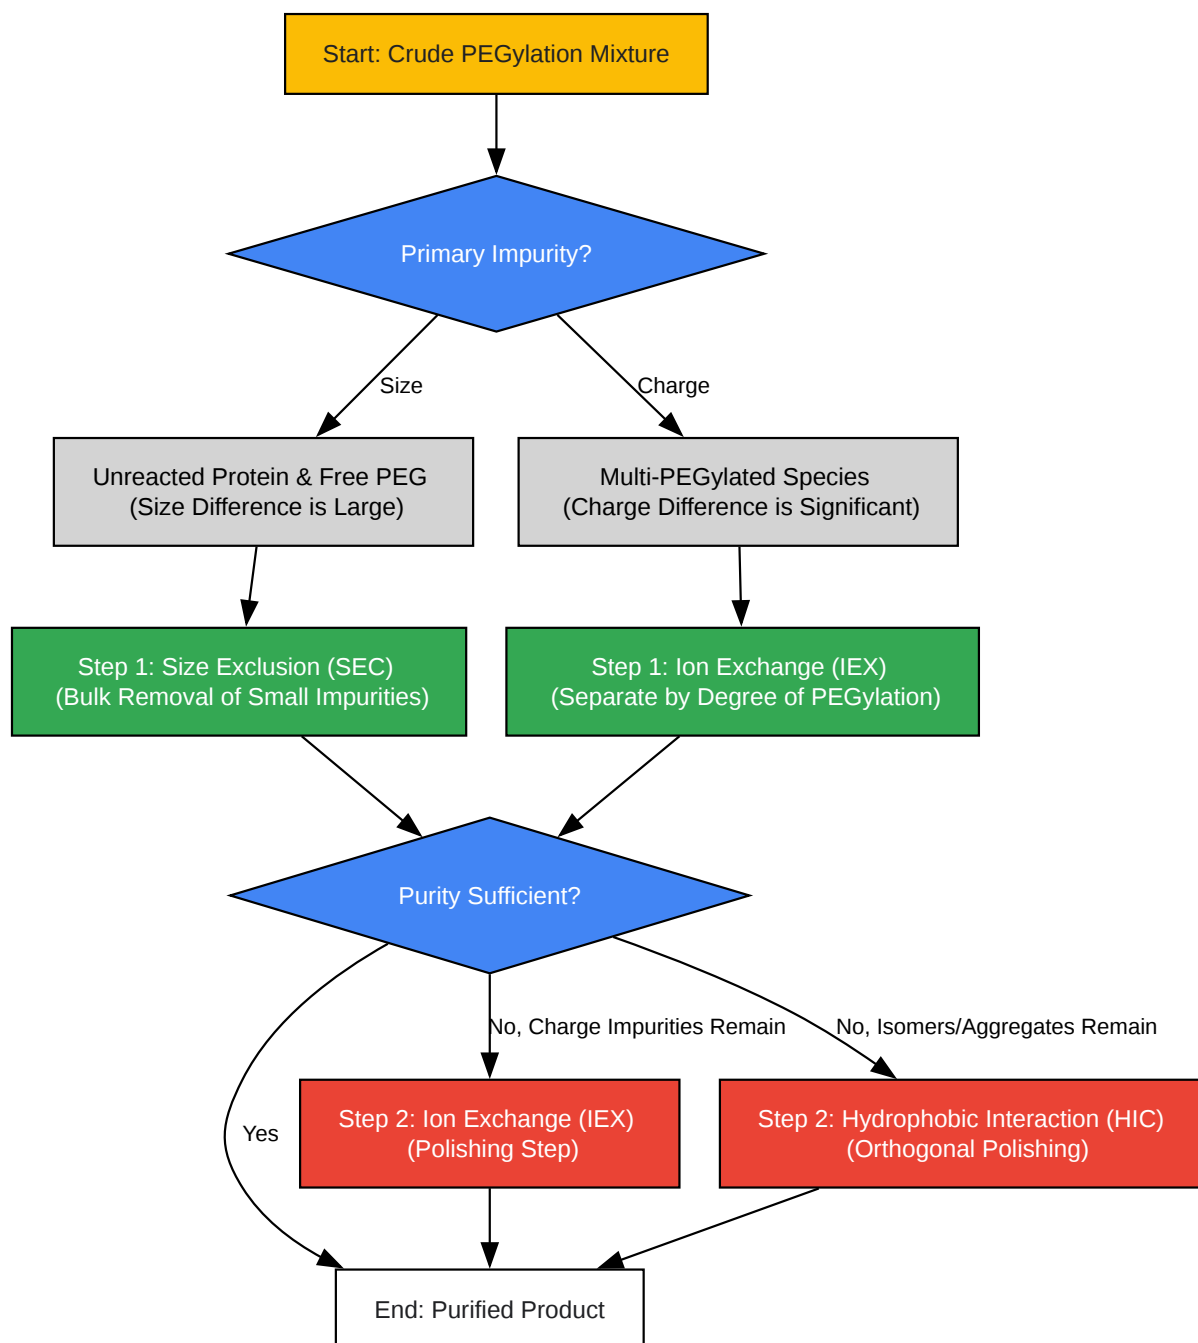 Start: Crude PEGylation Mixture
Primary Impurity?
Size
Charge
Unreacted Protein & Free PEG
(Size Difference is Large)
Multi-PEGylated Species
(Charge Difference is Significant)
Step 1: Size Exclusion (SEC)
(Bulk Removal of Small Impurities)
Step 1: Ion Exchange (IEX)
(Separate by Degree of PEGylation)
Purity Sufficient?
No, Charge Impurities Remain
No, Isomers/Aggregates Remain
Yes
Step 2: Ion Exchange (IEX)
(Polishing Step)
Step 2: Hydrophobic Interaction (HIC)
(Orthogonal Polishing)
End: Purified Product